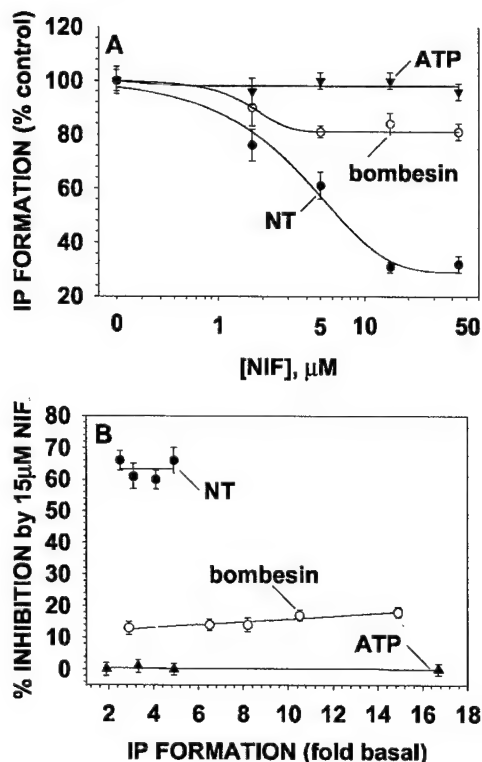 A
IP FORMATION (% control)
120
100
80
60
40
20
ATP
bombesin
NT
0 1 5 10 50
[NIF], µM
B
% INHIBITION by 15µM NIF
80
70
60
50
40
30
20
10
0
NT
bombesin
ATP
2 4 6 8 10 12 14 16 18
IP FORMATION (fold basal)